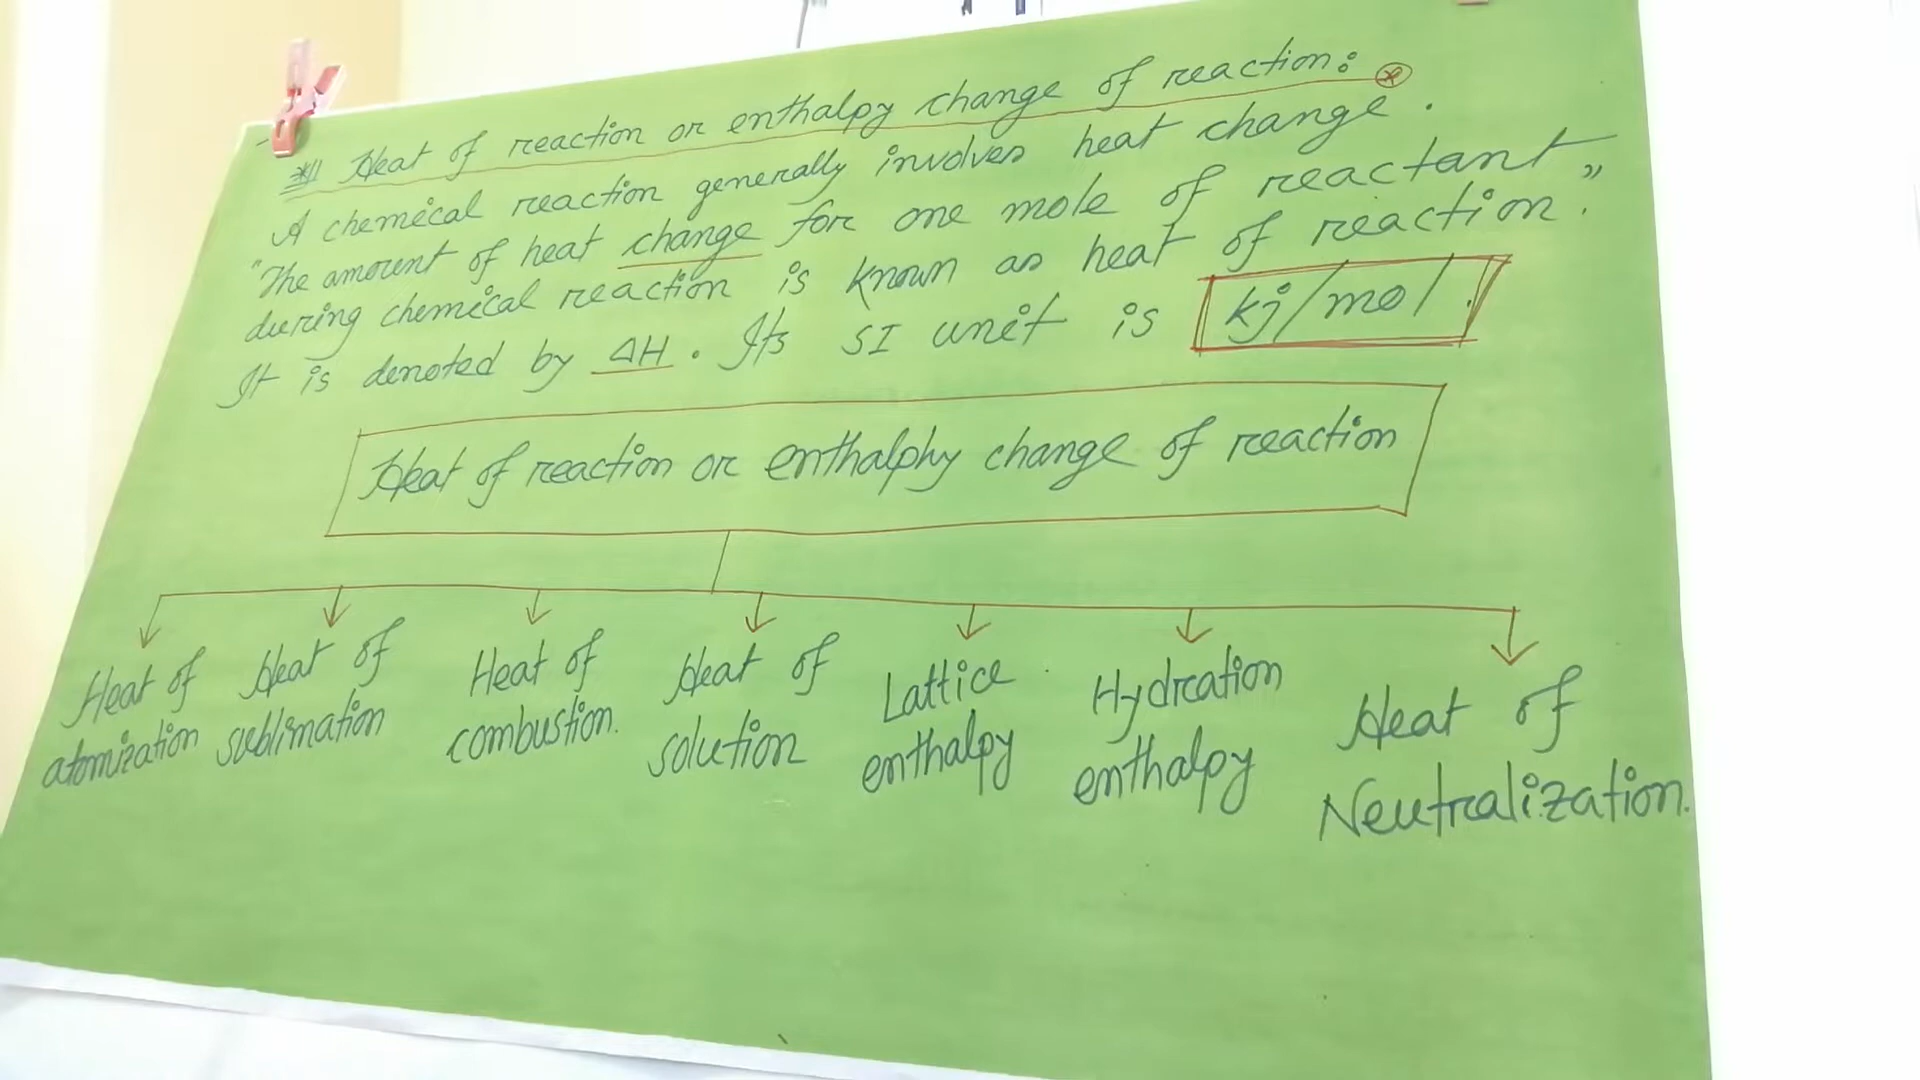 Heat of reaction or enthalpy change of reaction:
A chemical reaction generally involves heat change.
"The amount of heat change for one mole of reactant
during chemical reaction is known as heat of reaction."
It is denoted by ΔH. Its SI unit is kj/mol.
Heat of reaction or enthalphy change of reaction
Heat of
atomization
Heat of
sublimation
Heat of
combustion.
Heat of
solution
Lattice
enthalpy
Hydration
enthalpy
Heat of
Neutralization.